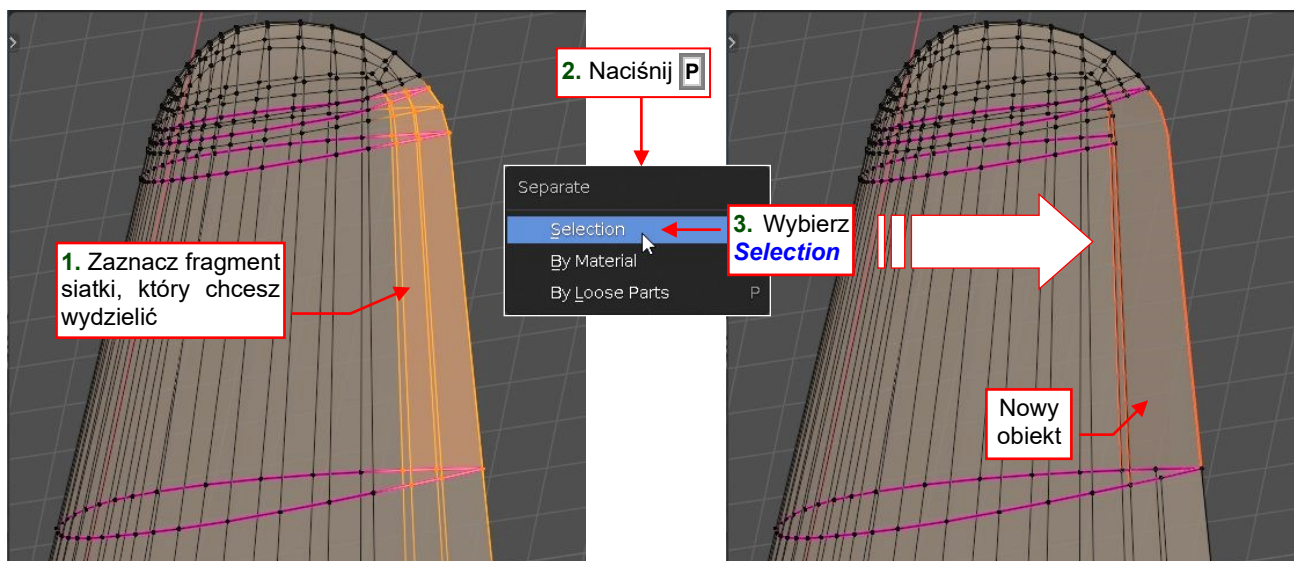 2. Naciśnij P
Separate
Selection
By Material
By Loose Parts P
1. Zaznacz fragment
siatki, który chcesz
wydzielić
3. Wybierz
Selection
Nowy
obiekt